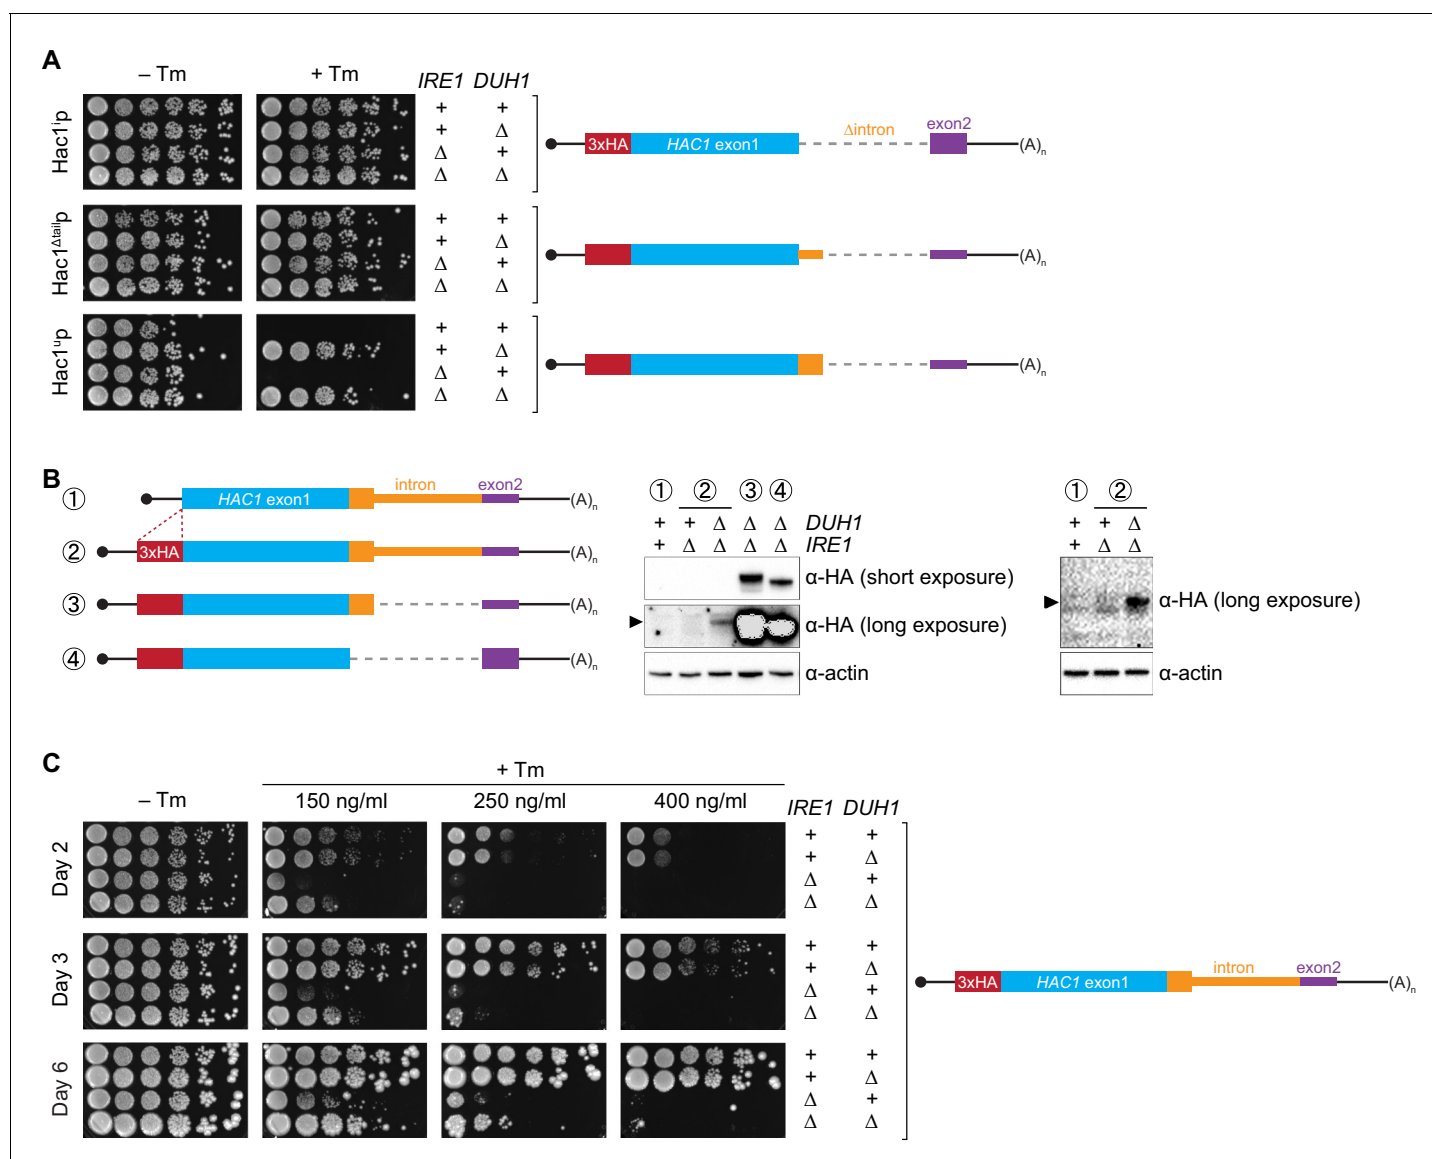 A
– Tm
+ Tm
IRE1 DUH1
Hac1ⁱp
+ +
+ Δ
Δ +
Δ Δ
3xHA
HAC1 exon1
Δintron
exon2
(A)n
Hac1Δtailp
+ +
+ Δ
Δ +
Δ Δ
(A)n
Hac1ᵘp
+ +
+ Δ
Δ +
Δ Δ
(A)n
B
① HAC1 exon1 intron exon2 (A)n
② 3xHA (A)n
③ (A)n
④ (A)n
① ② ③ ④
+ + Δ Δ Δ DUH1
+ Δ Δ Δ Δ IRE1
α-HA (short exposure)
α-HA (long exposure)
α-actin
① ②
+ + Δ
+ Δ Δ
α-HA (long exposure)
α-actin
C
+ Tm
– Tm
150 ng/ml
250 ng/ml
400 ng/ml
IRE1 DUH1
Day 2
+ +
+ Δ
Δ +
Δ Δ
Day 3
+ +
+ Δ
Δ +
Δ Δ
3xHA
HAC1 exon1
intron
exon2
(A)n
Day 6
+ +
+ Δ
Δ +
Δ Δ